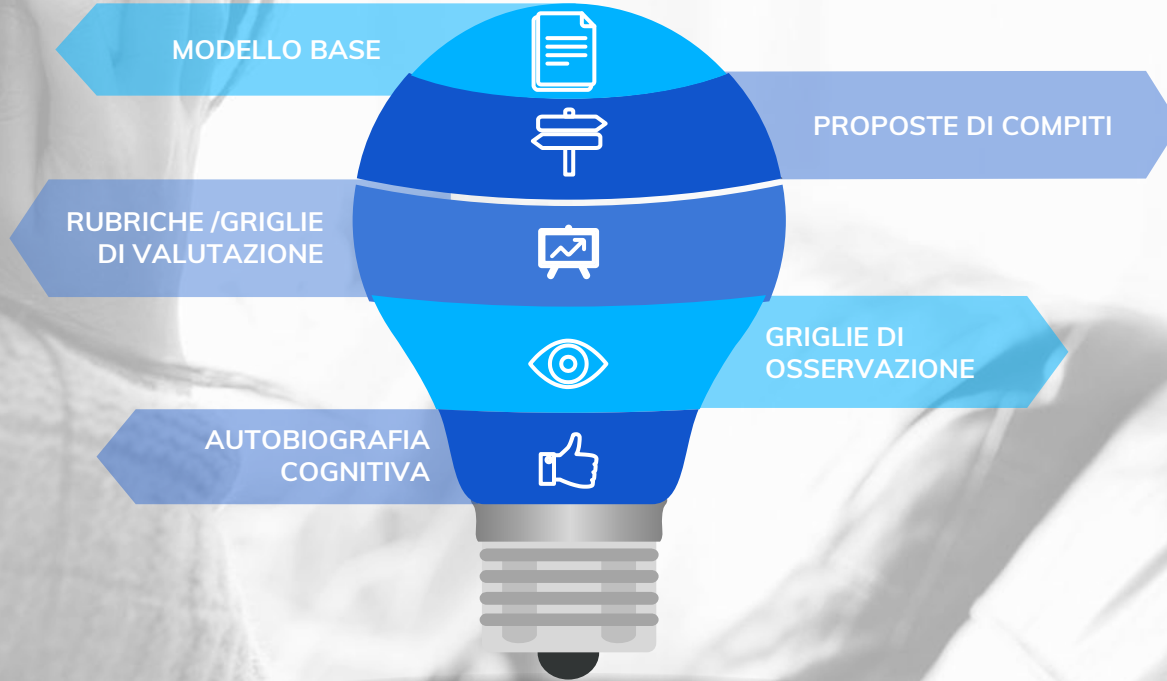 MODELLO BASE
PROPOSTE DI COMPITI
RUBRICHE /GRIGLIE
DI VALUTAZIONE
GRIGLIE DI
OSSERVAZIONE
AUTOBIOGRAFIA
COGNITIVA